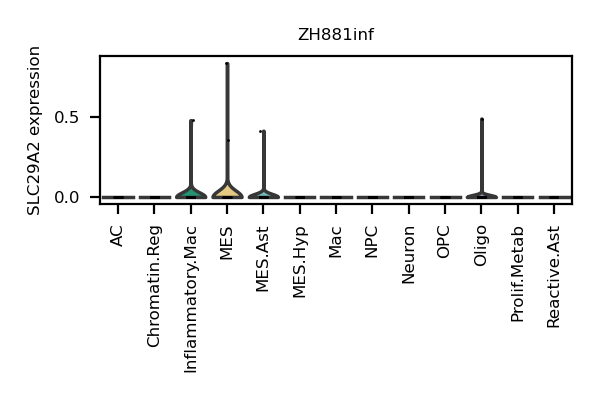 ZH881inf
SLC29A2 expression
0.5
0.0
AC
Chromatin.Reg
Inflammatory.Mac
MES
MES.Ast
MES.Hyp
Mac
NPC
Neuron
OPC
Oligo
Prolif.Metab
Reactive.Ast